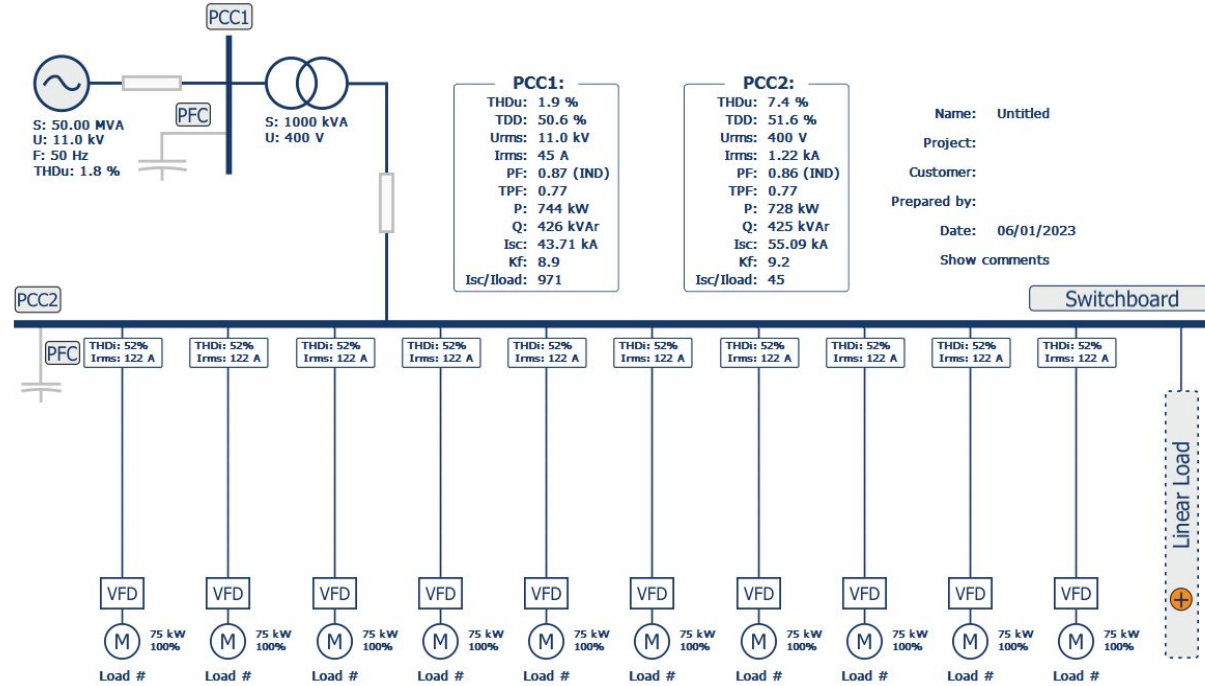 PCC1
PFC
S: 50.00 MVA
U: 11.0 kV
F: 50 Hz
THDu: 1.8 %
S: 1000 kVA
U: 400 V
PCC1:
THDu: 1.9 %
TDD: 50.6 %
Urms: 11.0 kV
Irms: 45 A
PF: 0.87 (IND)
TPF: 0.77
P: 744 kW
Q: 426 kVAr
Isc: 43.71 kA
Kf: 8.9
Isc/Iload: 971
PCC2:
THDu: 7.4 %
TDD: 51.6 %
Urms: 400 V
Irms: 1.22 kA
PF: 0.86 (IND)
TPF: 0.77
P: 728 kW
Q: 425 kVAr
Isc: 55.09 kA
Kf: 9.2
Isc/Iload: 45
Name: Untitled
Project:
Customer:
Prepared by:
Date: 06/01/2023
Show comments
PCC2
Switchboard
PFC
THDi: 52%
Irms: 122 A
THDi: 52%
Irms: 122 A
THDi: 52%
Irms: 122 A
THDi: 52%
Irms: 122 A
THDi: 52%
Irms: 122 A
THDi: 52%
Irms: 122 A
THDi: 52%
Irms: 122 A
THDi: 52%
Irms: 122 A
THDi: 52%
Irms: 122 A
THDi: 52%
Irms: 122 A
Linear Load
VFD
M
75 kW
100%
Load #
VFD
M
75 kW
100%
Load #
VFD
M
75 kW
100%
Load #
VFD
M
75 kW
100%
Load #
VFD
M
75 kW
100%
Load #
VFD
M
75 kW
100%
Load #
VFD
M
75 kW
100%
Load #
VFD
M
75 kW
100%
Load #
VFD
M
75 kW
100%
Load #
VFD
M
75 kW
100%
Load #